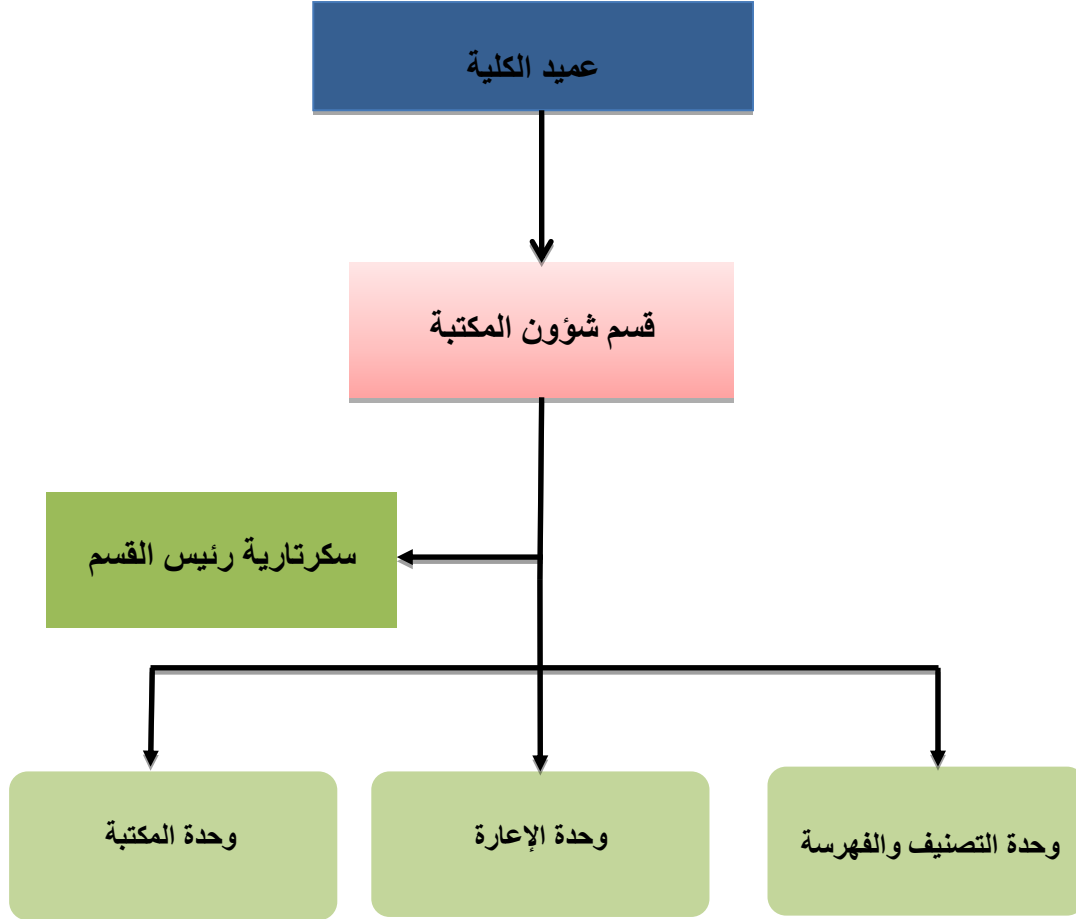 عميد الكلية
قسم شؤون المكتبة
سكرتارية رئيس القسم
وحدة التصنيف والفهرسة
وحدة الإعارة
وحدة المكتبة